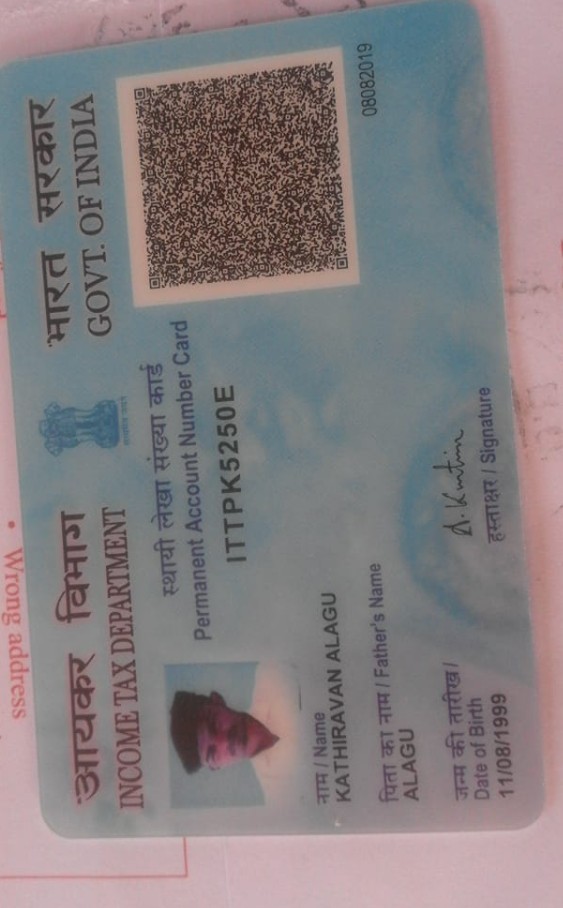 आयकर विभाग
INCOME TAX DEPARTMENT
भारत सरकार
GOVT. OF INDIA
स्थायी लेखा संख्या कार्ड
Permanent Account Number Card
ITTPK5250E
नाम / Name
KATHIRAVAN ALAGU
पिता का नाम / Father's Name
ALAGU
जन्म की तारीख /
Date of Birth
11/08/1999
हस्ताक्षर / Signature
08082019
• Wrong address